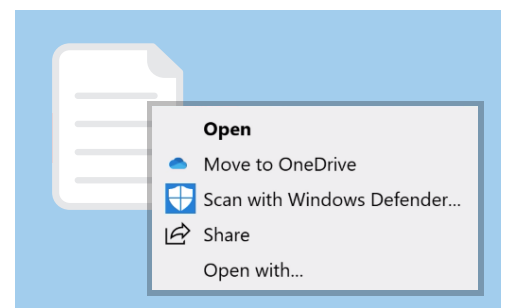 Open
Move to OneDrive
Scan with Windows Defender...
Share
Open with...